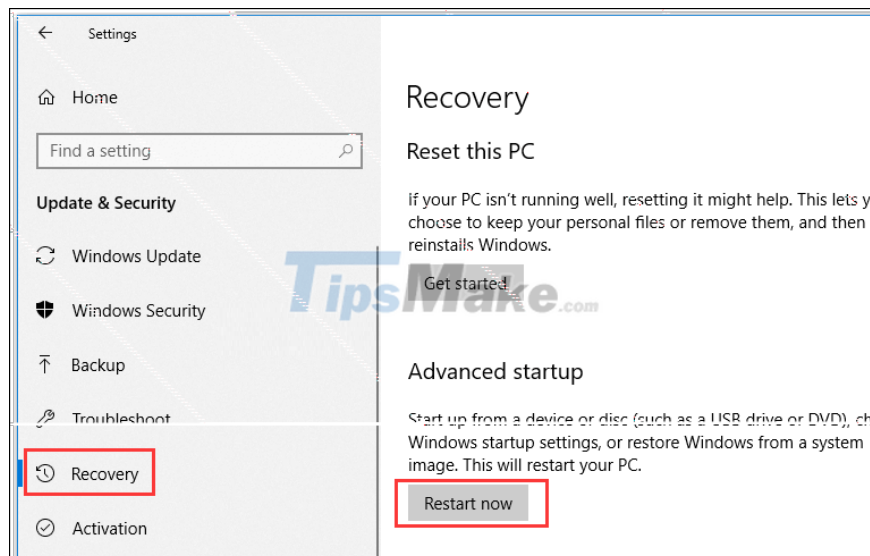 Settings
Home
Find a setting
Update & Security
Windows Update
Windows Security
Backup
Troubleshoot
Recovery
Activation
Recovery
Reset this PC
If your PC isn't running well, resetting it might help. This lets y
choose to keep your personal files or remove them, and then
reinstalls Windows.
Get started
TipsMake.com
Advanced startup
Start up from a device or disc (such as a USB drive or DVD), ch
Windows startup settings, or restore Windows from a system
image. This will restart your PC.
Restart now